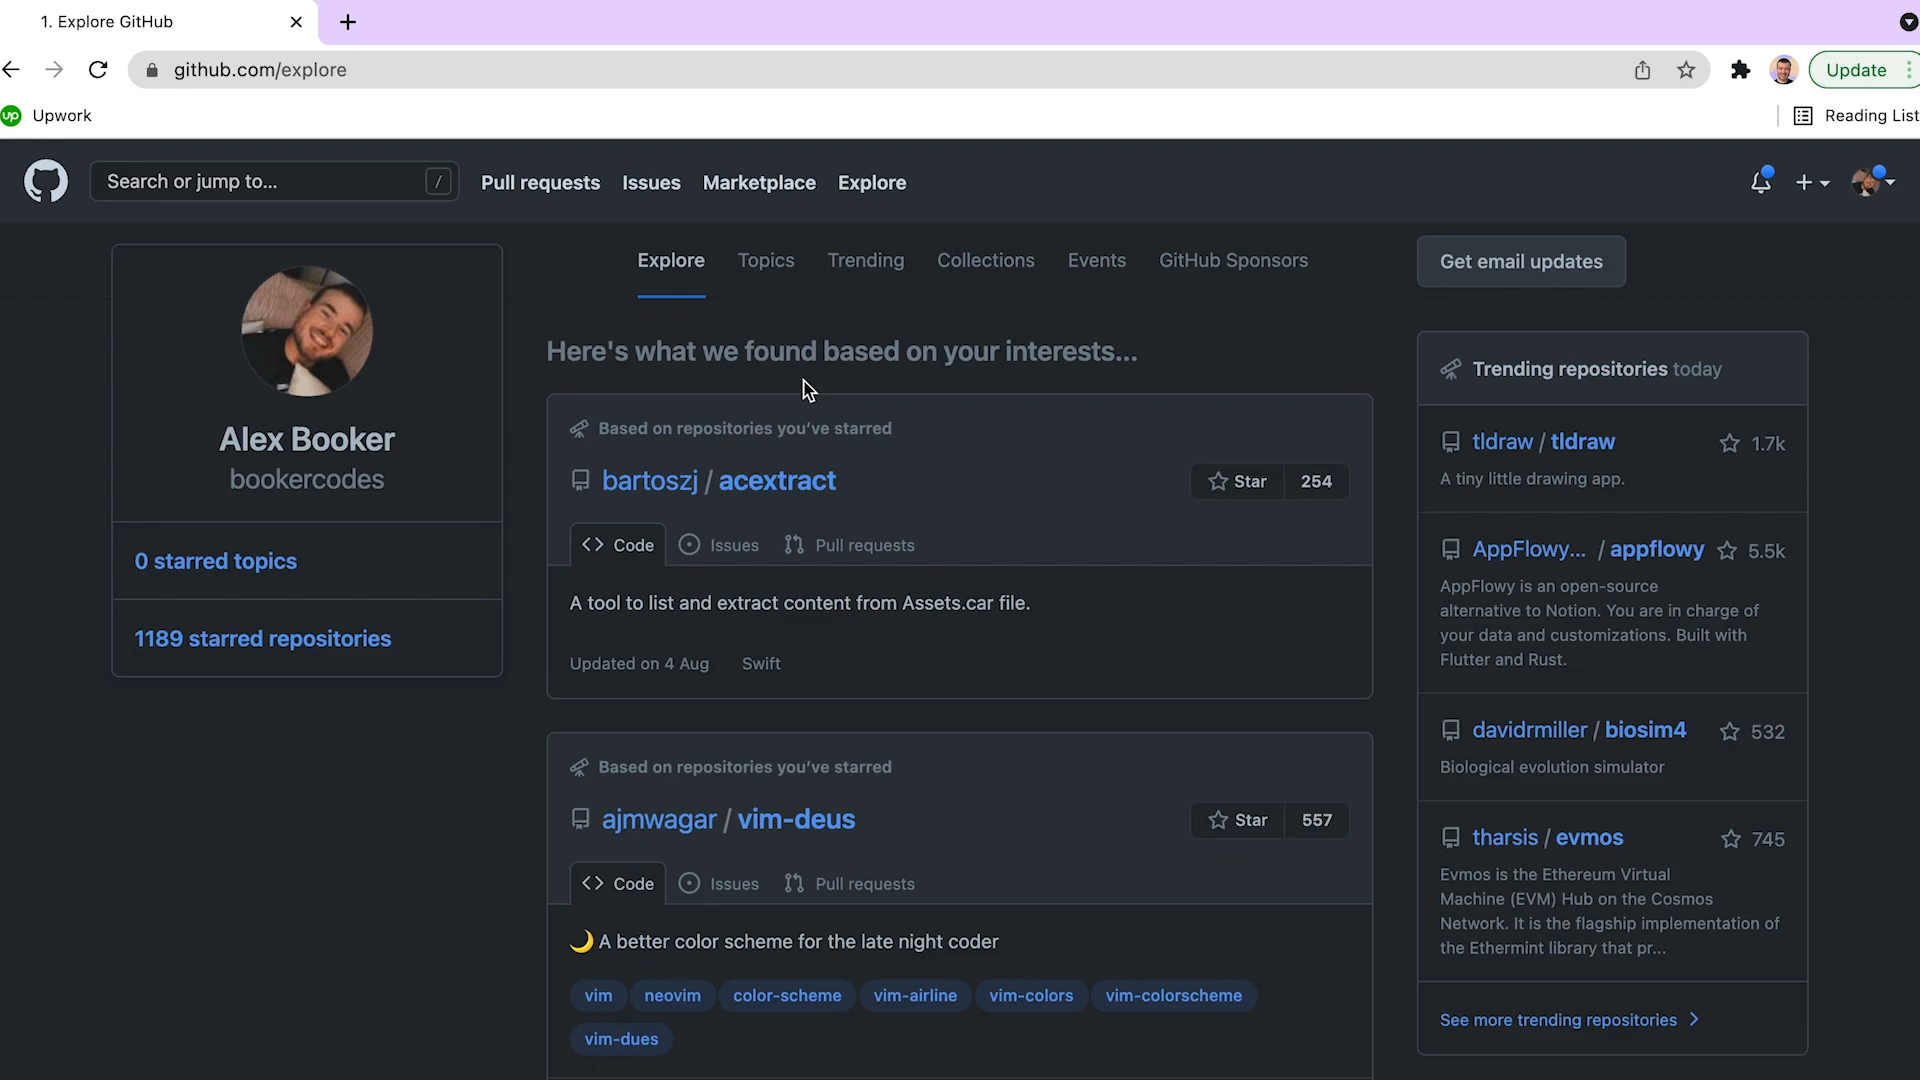 1. Explore GitHub
github.com/explore
Update
up Upwork
Reading List
Search or jump to... /
Pull requests Issues Marketplace Explore
Explore Topics Trending Collections Events GitHub Sponsors
Get email updates
Alex Booker
bookercodes
0 starred topics
1189 starred repositories
Here's what we found based on your interests...
Based on repositories you've starred
bartoszj / acextract
Star 254
Code Issues Pull requests
A tool to list and extract content from Assets.car file.
Updated on 4 Aug Swift
Based on repositories you've starred
ajmwagar / vim-deus
Star 557
Code Issues Pull requests
🌙 A better color scheme for the late night coder
vim neovim color-scheme vim-airline vim-colors vim-colorscheme
vim-dues
Trending repositories today
tldraw / tldraw 1.7k
A tiny little drawing app.
AppFlowy... / appflowy 5.5k
AppFlowy is an open-source
alternative to Notion. You are in charge of
your data and customizations. Built with
Flutter and Rust.
davidrmiller / biosim4 532
Biological evolution simulator
tharsis / evmos 745
Evmos is the Ethereum Virtual
Machine (EVM) Hub on the Cosmos
Network. It is the flagship implementation of
the Ethermint library that pr...
See more trending repositories